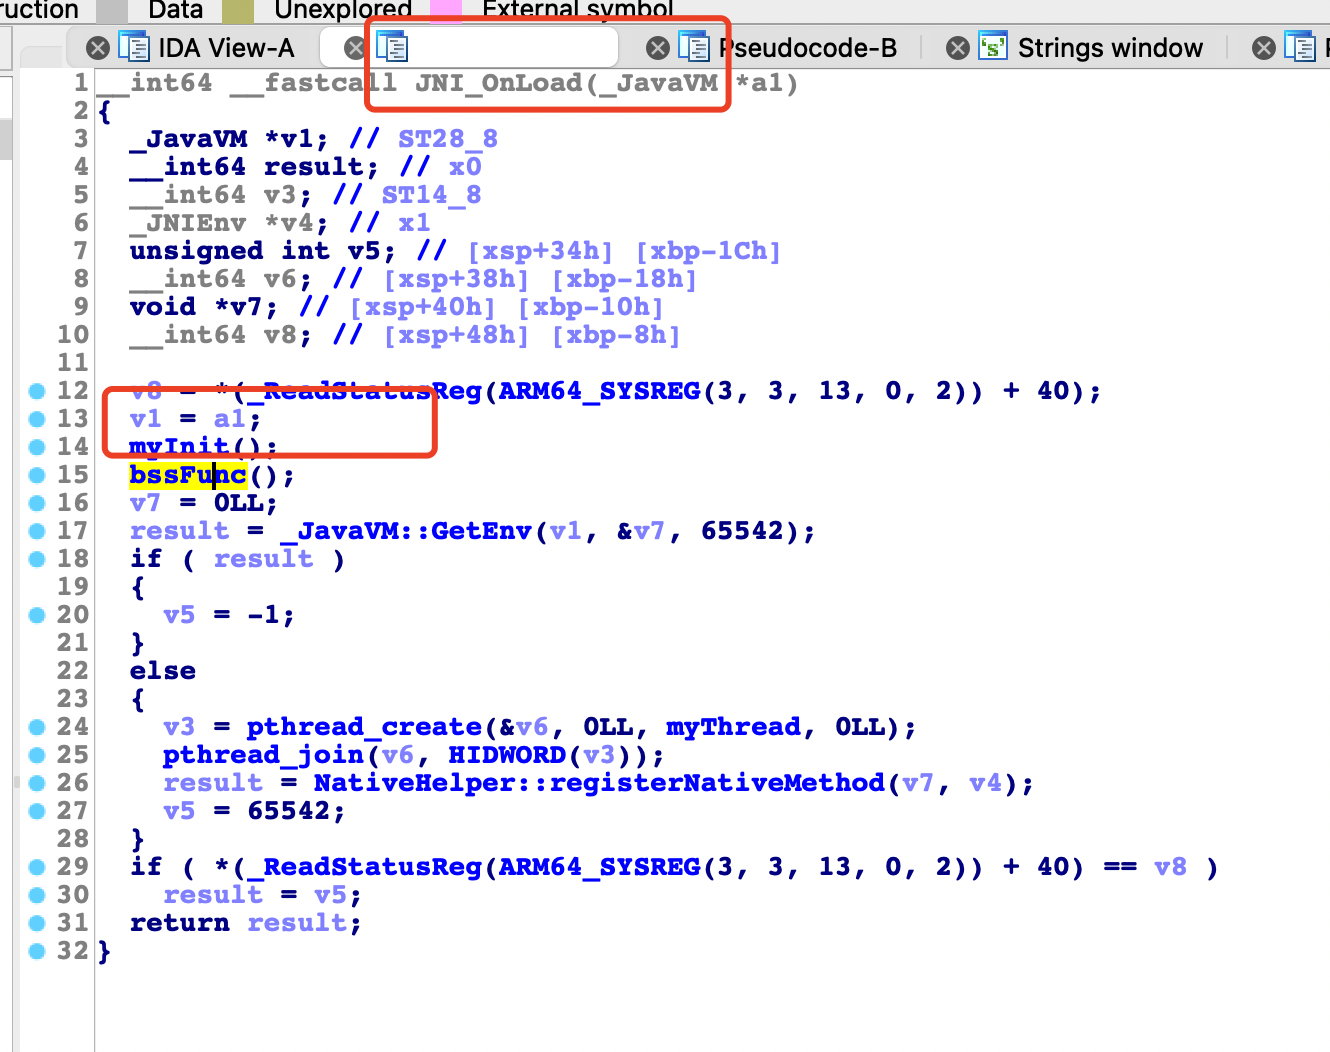 ruction Data Unexplored External symbol
IDA View-A Pseudocode-B Strings window
1 __int64 __fastcall JNI_OnLoad(_JavaVM *a1)
2 {
3 _JavaVM *v1; // ST28_8
4 __int64 result; // x0
5 __int64 v3; // ST14_8
6 _JNIEnv *v4; // x1
7 unsigned int v5; // [xsp+34h] [xbp-1Ch]
8 __int64 v6; // [xsp+38h] [xbp-18h]
9 void *v7; // [xsp+40h] [xbp-10h]
10 __int64 v8; // [xsp+48h] [xbp-8h]
11
12 v8 = *(_ReadStatusReg(ARM64_SYSREG(3, 3, 13, 0, 2)) + 40);
13 v1 = a1;
14 myInit();
15 bssFunc();
16 v7 = 0LL;
17 result = _JavaVM::GetEnv(v1, &v7, 65542);
18 if ( result )
19 {
20 v5 = -1;
21 }
22 else
23 {
24 v3 = pthread_create(&v6, 0LL, myThread, 0LL);
25 pthread_join(v6, HIDWORD(v3));
26 result = NativeHelper::registerNativeMethod(v7, v4);
27 v5 = 65542;
28 }
29 if ( *(_ReadStatusReg(ARM64_SYSREG(3, 3, 13, 0, 2)) + 40) == v8 )
30 result = v5;
31 return result;
32 }